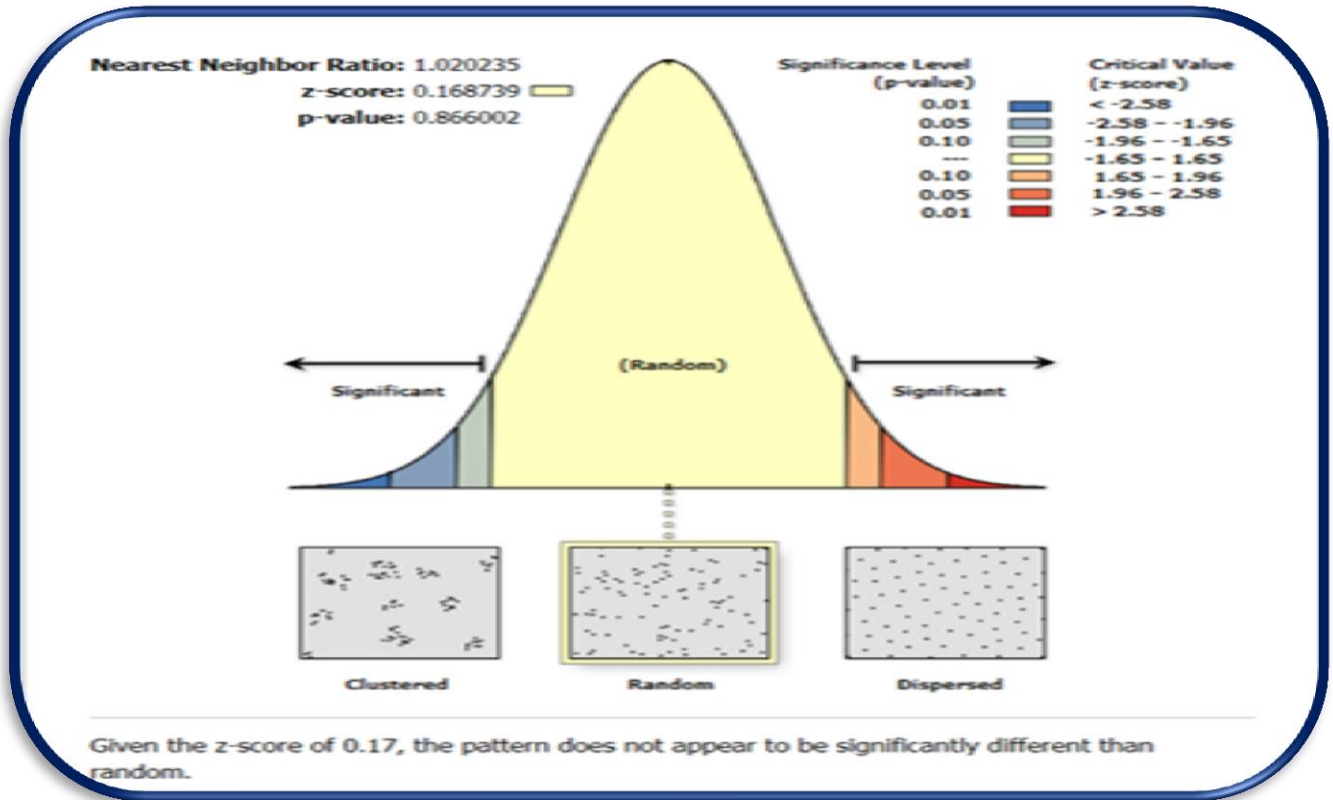 Nearest Neighbor Ratio: 1.020235
z-score: 0.168739
p-value: 0.866002
Significance Level
(p-value)
Critical Value
(z-score)
0.01 < -2.58
0.05 -2.58 - -1.96
0.10 -1.96 - -1.65
--- -1.65 - 1.65
0.10 1.65 - 1.96
0.05 1.96 - 2.58
0.01 > 2.58
(Random)
Significant
Significant
Clustered
Random
Dispersed
Given the z-score of 0.17, the pattern does not appear to be significantly different than
random.